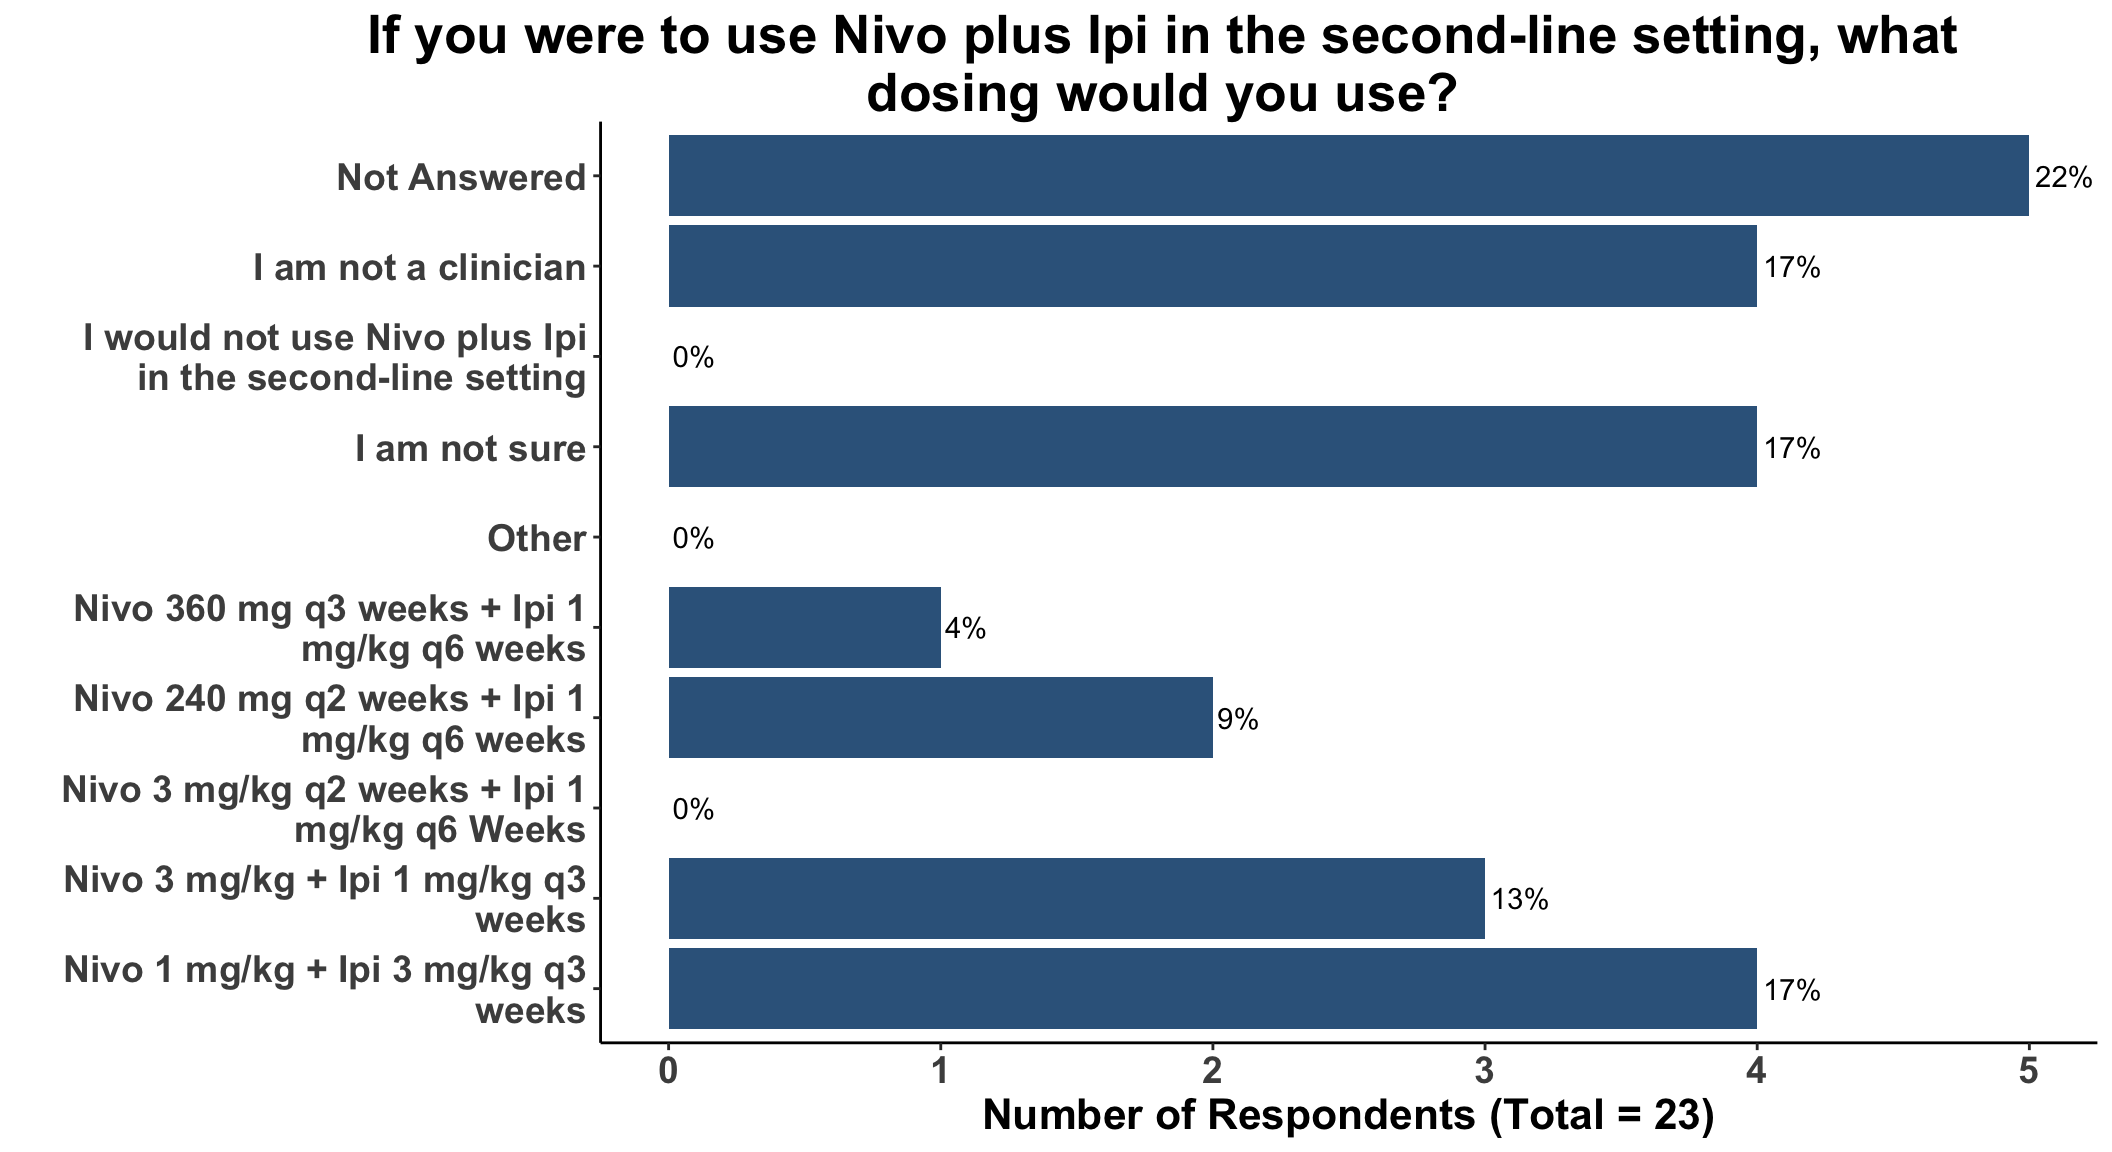 If you were to use Nivo plus Ipi in the second-line setting, what
dosing would you use?
Not Answered
22%
I am not a clinician
17%
I would not use Nivo plus Ipi
in the second-line setting
0%
I am not sure
17%
Other
0%
Nivo 360 mg q3 weeks + Ipi 1
mg/kg q6 weeks
4%
Nivo 240 mg q2 weeks + Ipi 1
mg/kg q6 weeks
9%
Nivo 3 mg/kg q2 weeks + Ipi 1
mg/kg q6 Weeks
0%
Nivo 3 mg/kg + Ipi 1 mg/kg q3
weeks
13%
Nivo 1 mg/kg + Ipi 3 mg/kg q3
weeks
17%
0 1 2 3 4 5
Number of Respondents (Total = 23)